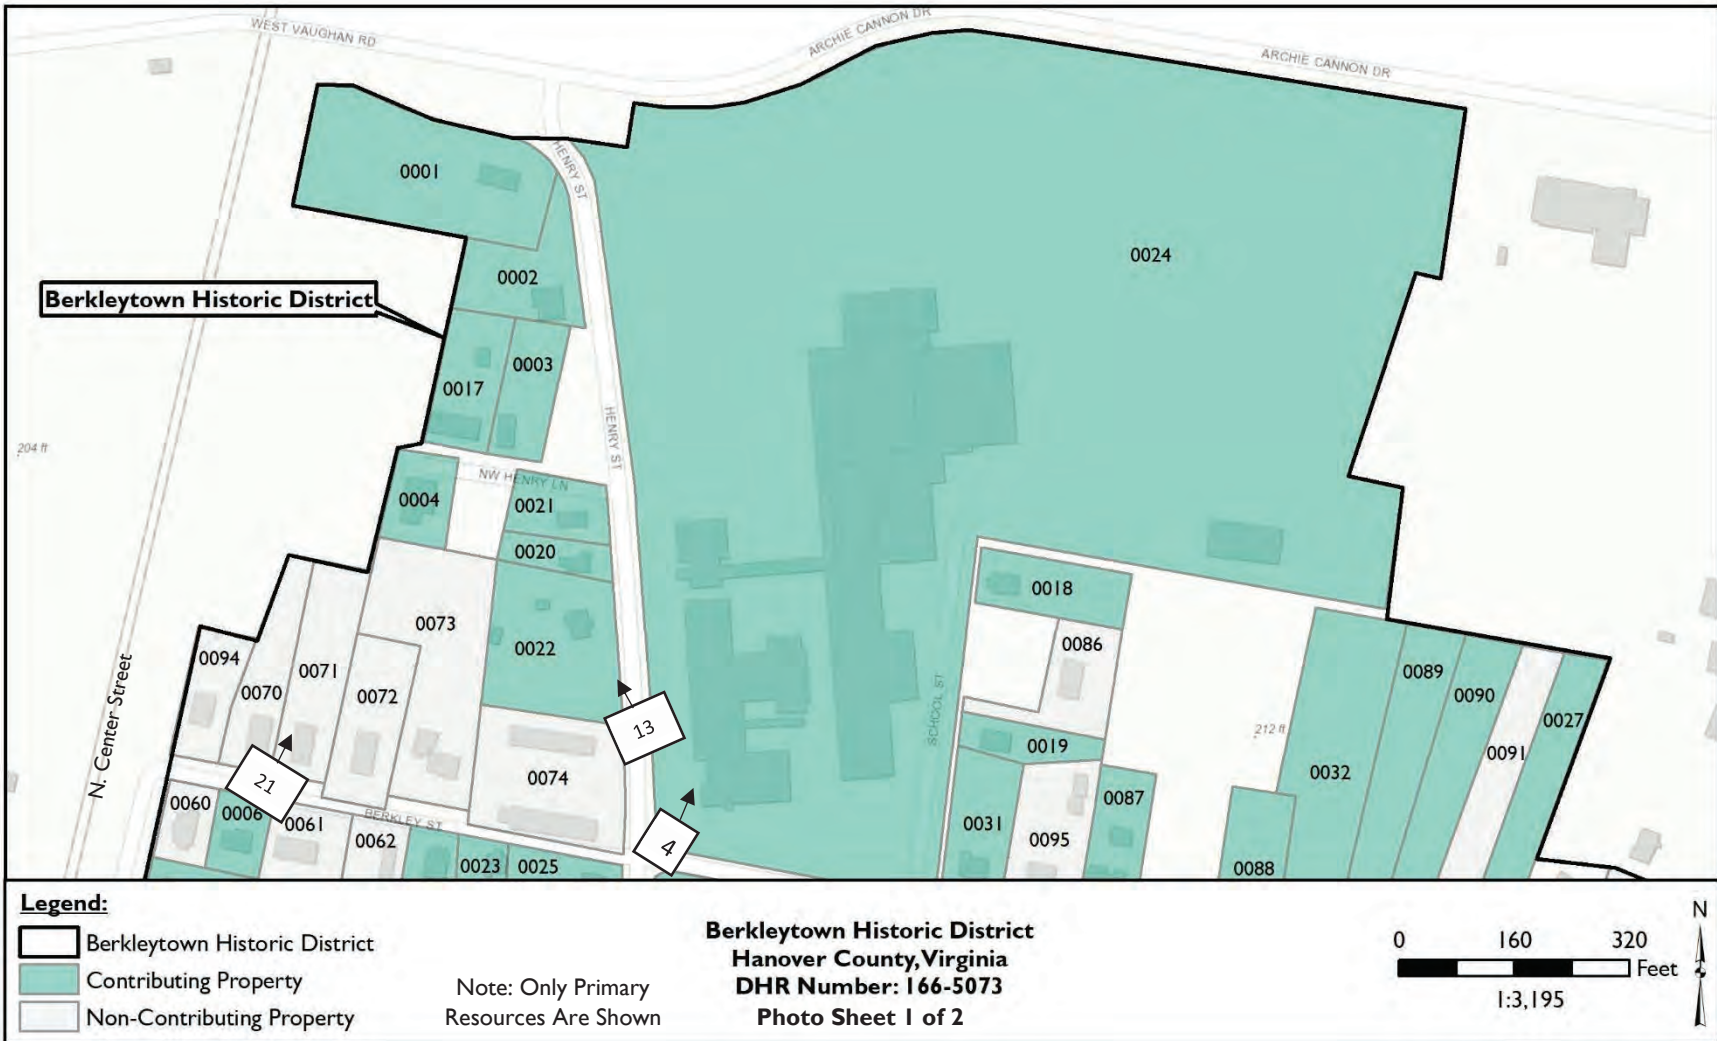 WEST VAUGHAN RD
ARCHIE CANNON DR
ARCHIE CANNON DR
0001
HENRY ST
0002
0024
Berkleytown Historic District
0003
0017
HENRY ST
204 ft
NW HENRY LN
0004
0021
0020
0018
0073
0022
0086
0094
0071
0070
0072
0089
0090
0027
N. Center Street
13
SCHOOL ST
212 ft
0019
0091
0074
0032
21
0087
0060
0006
0061
BERKLEY ST
0062
4
0031
0095
0023
0025
0088
Legend:
Berkleytown Historic District
Contributing Property
Non-Contributing Property
Note: Only Primary
Resources Are Shown
Berkleytown Historic District
Hanover County, Virginia
DHR Number: 166-5073
Photo Sheet 1 of 2
0 160 320
Feet
1:3,195
N